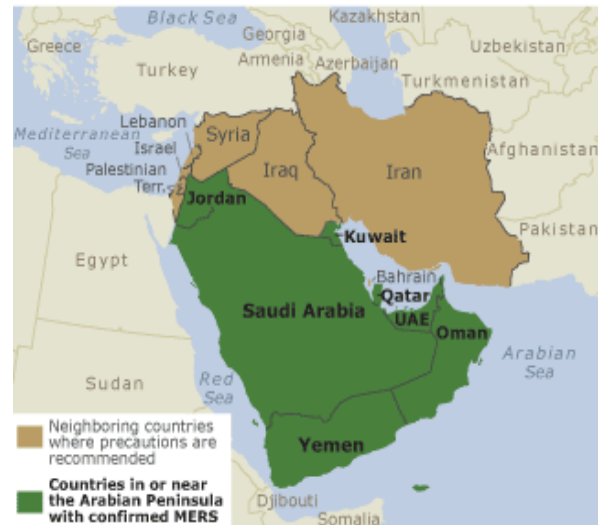 Black Sea
Kazakhstan
Georgia
Greece
Uzbekistan
Turkey
Armenia
Azerbaijan
Turkmenistan
Lebanon
Mediterranean
Sea
Syria
Israel
Afghanistan
Palestinian
Terr.
Iraq
Iran
Jordan
Pakistan
Kuwait
Egypt
Bahrain
Qatar
Saudi Arabia
UAE
Oman
Arabian
Sea
Sudan
Red
Sea
Neighboring countries
where precautions are
recommended
Yemen
Countries in or near
the Arabian Peninsula
with confirmed MERS
Djibouti
Somalia